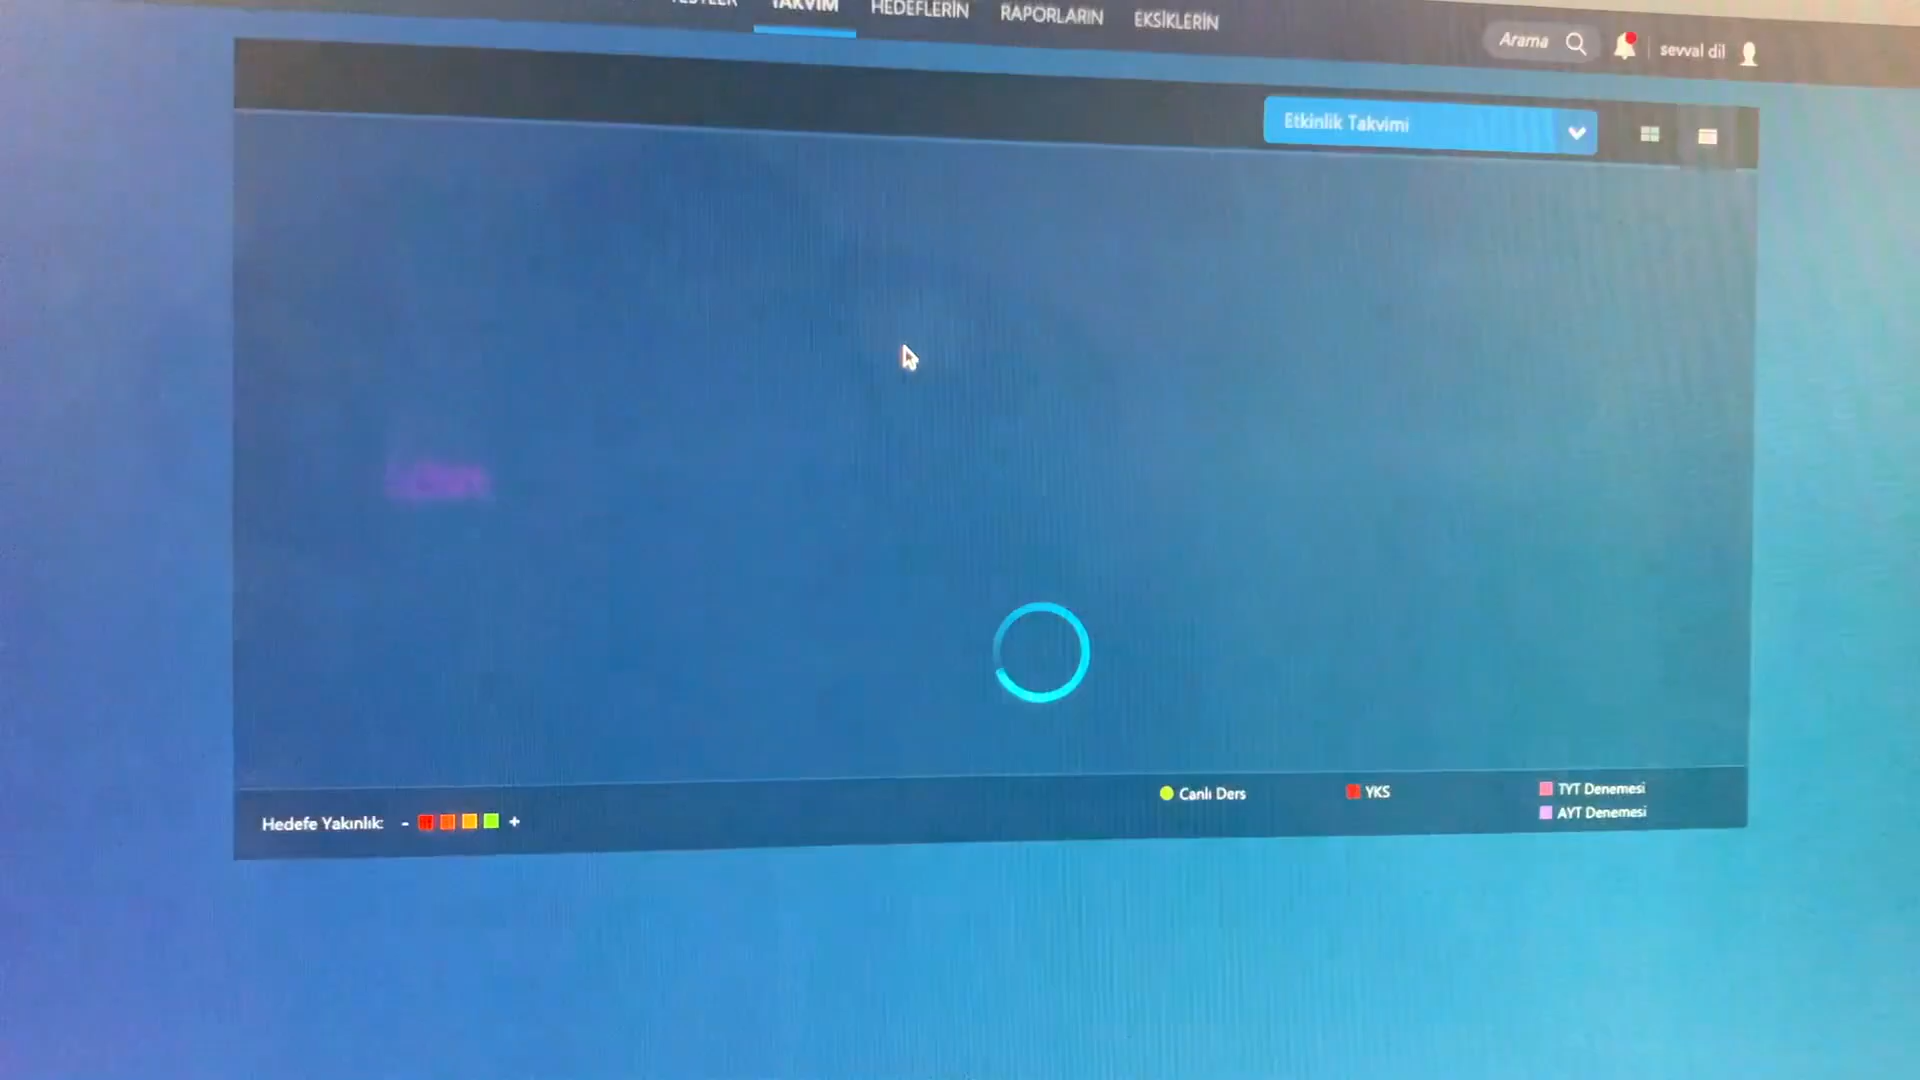 TAKVİM
HEDEFLERİN
RAPORLARIN
EKSİKLERİN
Arama
sevval dil
Etkinlik Takvimi
Canlı Ders
YKS
TYT Denemesi
AYT Denemesi
Hedefe Yakınlık: - +